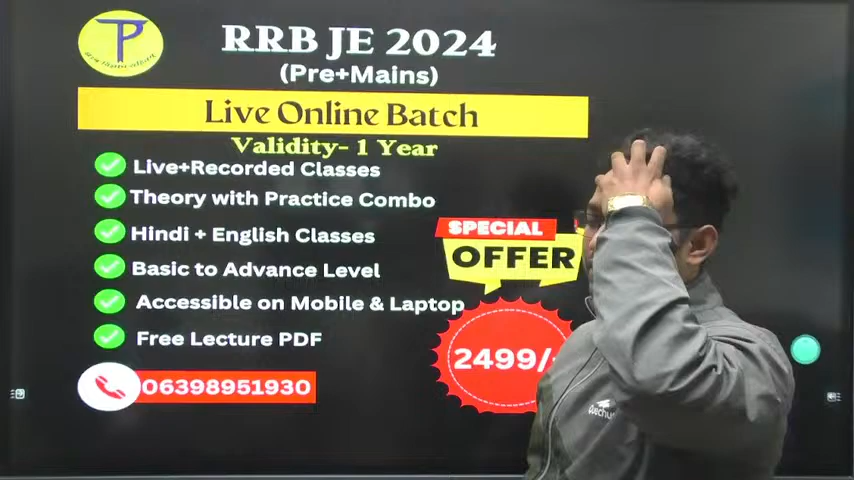 TP
RRB JE 2024
(Pre+Mains)
Live Online Batch
Validity- 1 Year
Live+Recorded Classes
Theory with Practice Combo
Hindi + English Classes
Basic to Advance Level
Accessible on Mobile & Laptop
Free Lecture PDF
SPECIAL
OFFER
2499/
06398951930